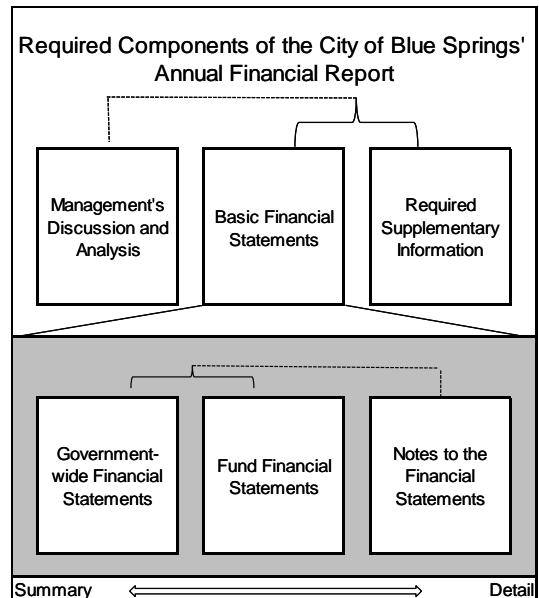 Required Components of the City of Blue Springs'
Annual Financial Report
Management's
Discussion and
Analysis
Basic Financial
Statements
Required
Supplementary
Information
Government-
wide Financial
Statements
Fund Financial
Statements
Notes to the
Financial
Statements
Summary
Detail